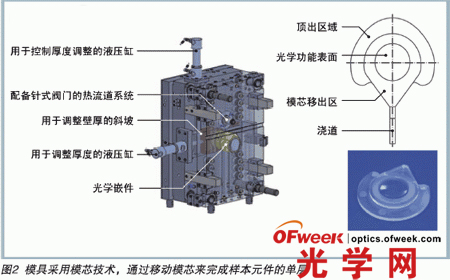 用于控制厚度调整的液压缸
配备针式阀门的热流道系统
用于调整壁厚的斜坡
用于调整厚度的液压缸
光学嵌件
顶出区域
光学功能表面
模芯移出区
浇道
OFweek optics.ofweek.com
光学网
图2 模具采用模芯技术,通过移动模芯来完成样本元件的单层